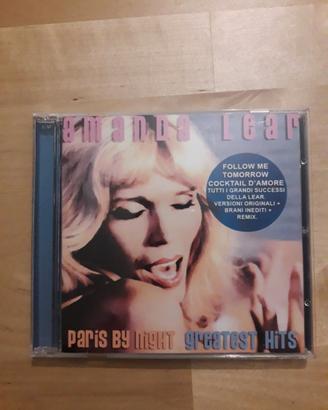 amanda Lear
FOLLOW ME
TOMORROW
COCKTAIL D'AMORE
TUTTI I GRANDI SUCCESSI
DELLA LEAR.
VERSIONI ORIGINALI +
BRANI INEDITI +
REMIX.
Paris By night greatest Hits